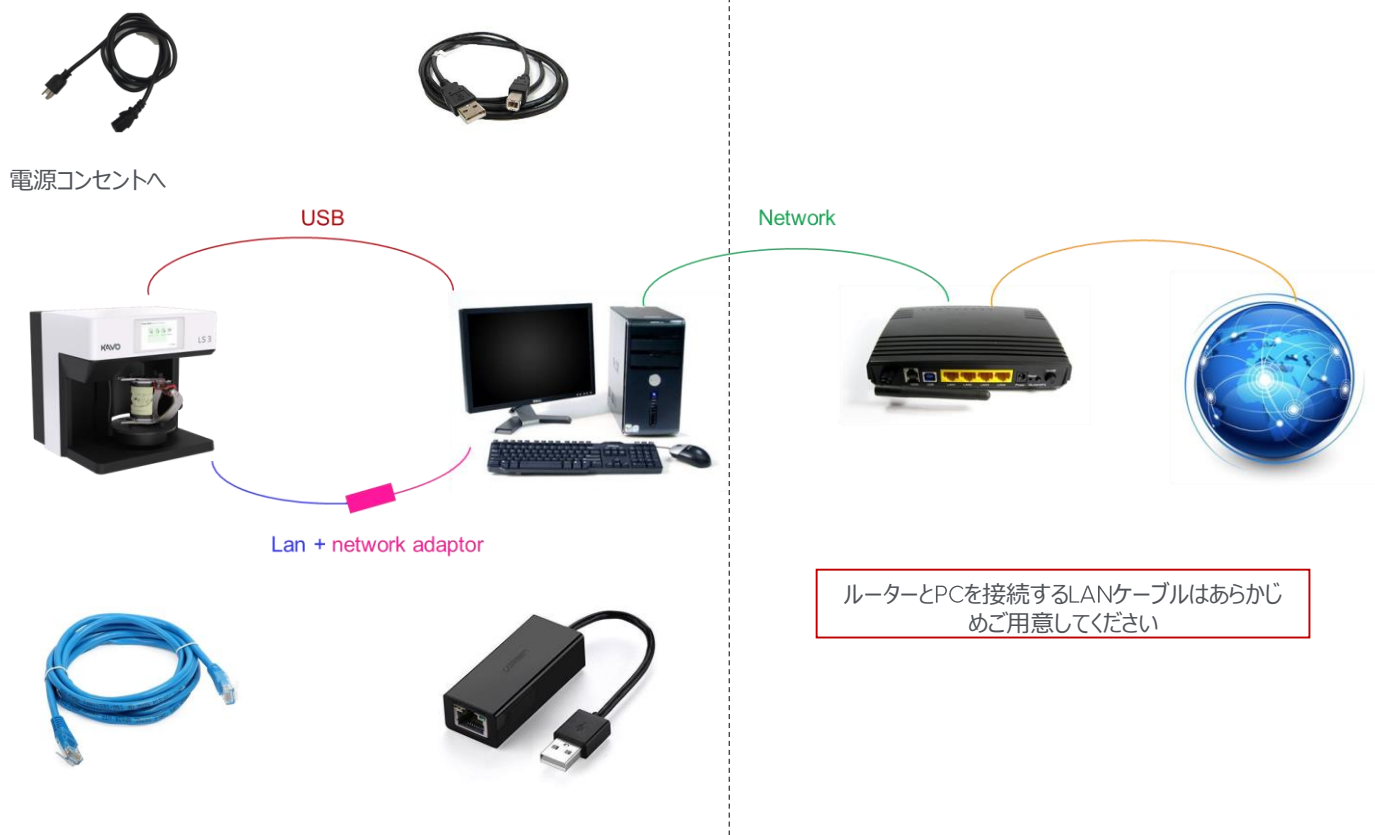 電源コンセントへ
USB
Network
KAVO
LS 3
Lan + network adaptor
ルーターとPCを接続するLANケーブルはあらかじ
めご用意してください